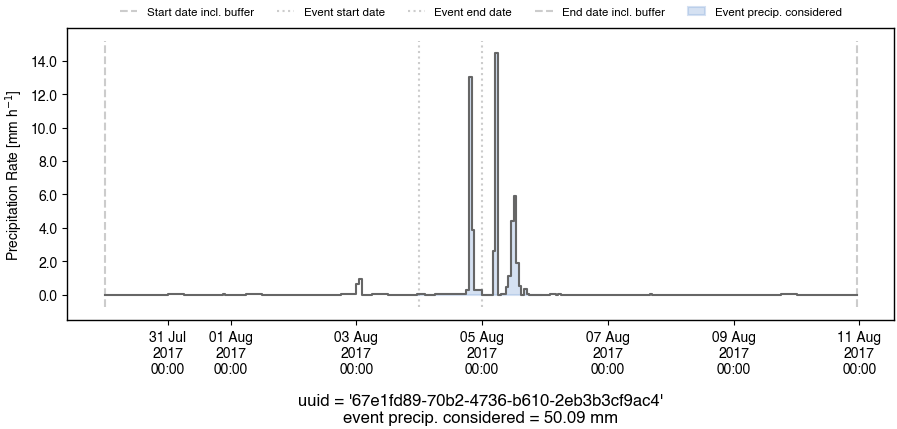 Start date incl. buffer
Event start date
Event end date
End date incl. buffer
Event precip. considered
Precipitation Rate [mm h⁻¹]
14.0
12.0
10.0
8.0
6.0
4.0
2.0
0.0
31 Jul 2017 00:00
01 Aug 2017 00:00
03 Aug 2017 00:00
05 Aug 2017 00:00
07 Aug 2017 00:00
09 Aug 2017 00:00
11 Aug 2017 00:00
uuid = '67e1fd89-70b2-4736-b610-2eb3b3cf9ac4'
event precip. considered = 50.09 mm